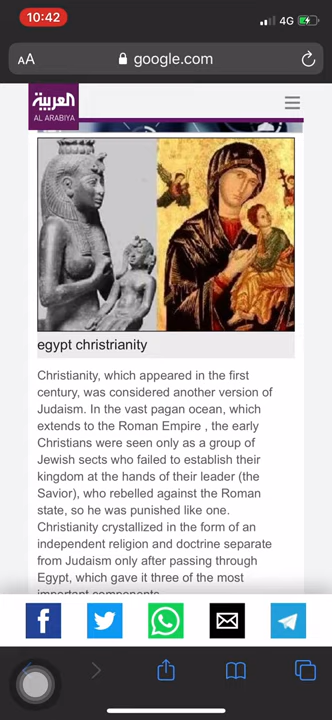 10:42
4G
AA
google.com
العربية
AL ARABIYA
egypt christrianity
Christianity, which appeared in the first
century, was considered another version of
Judaism. In the vast pagan ocean, which
extends to the Roman Empire , the early
Christians were seen only as a group of
Jewish sects who failed to establish their
kingdom at the hands of their leader (the
Savior), who rebelled against the Roman
state, so he was punished like one.
Christianity crystallized in the form of an
independent religion and doctrine separate
from Judaism only after passing through
Egypt, which gave it three of the most
important components